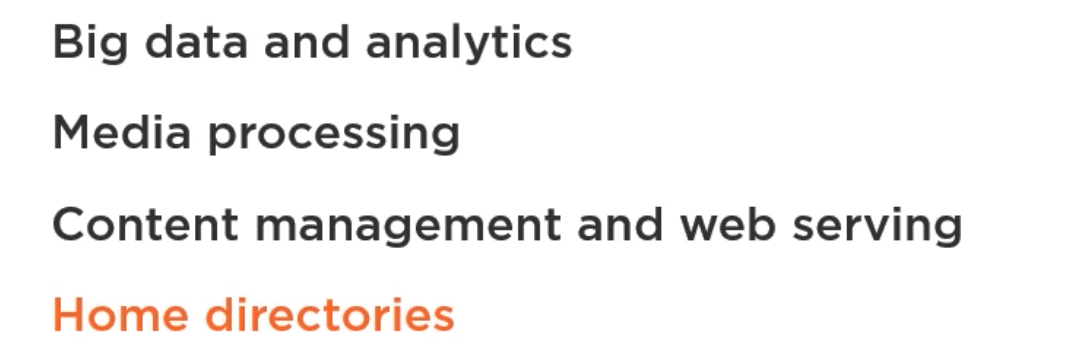 Big data and analytics
Media processing
Content management and web serving
Home directories